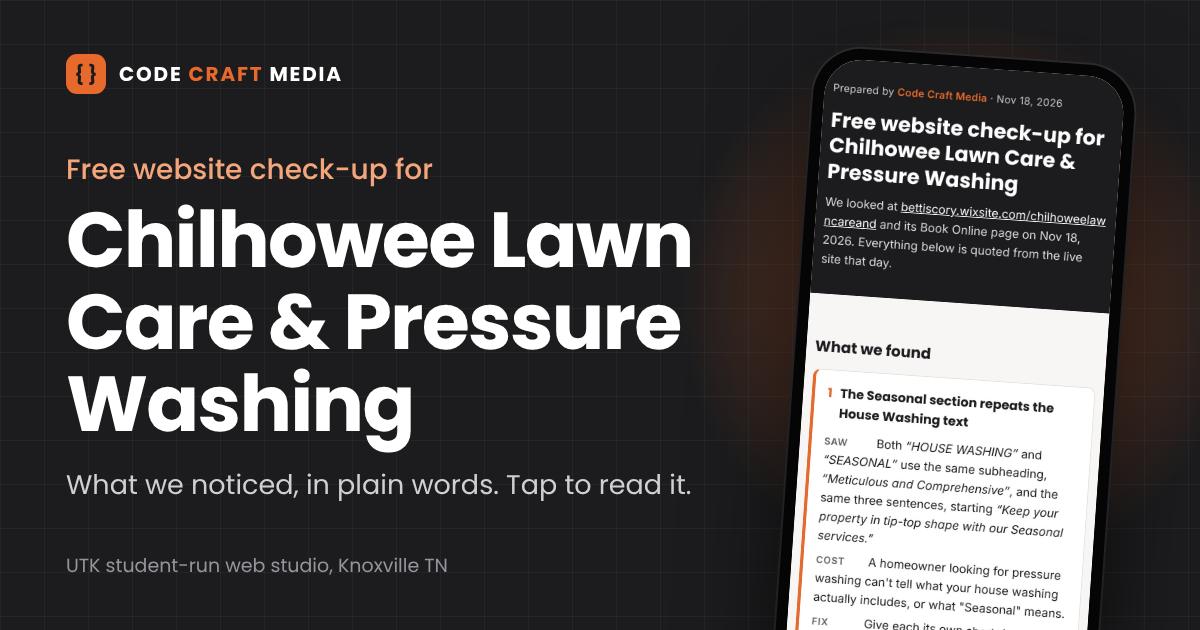 { } CODE CRAFT MEDIA
Free website check-up for
Chilhowee Lawn
Care & Pressure
Washing
What we noticed, in plain words. Tap to read it.
UTK student-run web studio, Knoxville TN
Prepared by Code Craft Media · Nov 18, 2026
Free website check-up for
Chilhowee Lawn Care &
Pressure Washing
We looked at bettiscory.wixsite.com/chilhoweelaw
ncareand and its Book Online page on Nov 18,
2026. Everything below is quoted from the live
site that day.
What we found
1 The Seasonal section repeats the
House Washing text
SAW Both “HOUSE WASHING” and
“SEASONAL” use the same subheading,
“Meticulous and Comprehensive”, and the
same three sentences, starting “Keep your
property in tip-top shape with our Seasonal
services.”
COST A homeowner looking for pressure
washing can't tell what your house washing
actually includes, or what "Seasonal" means.
FIX Give each its own